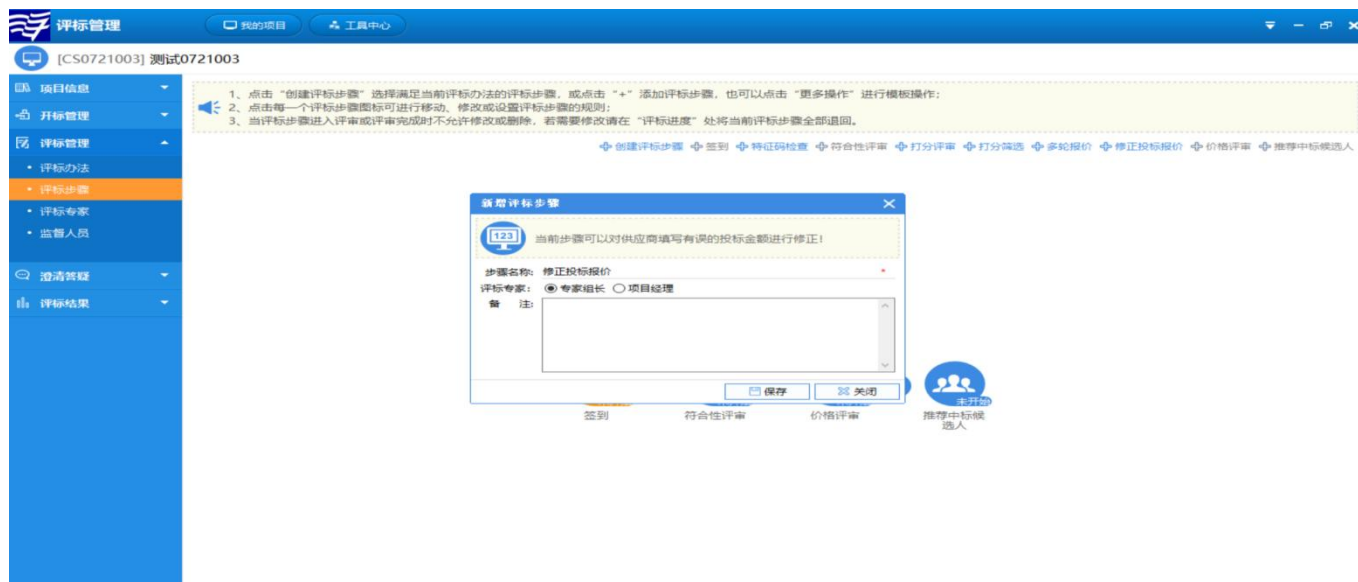 评标管理
我的项目
工具中心
[CS0721003] 测试0721003
项目信息
开标管理
评标管理
• 评标办法
• 评标步骤
• 评标专家
• 监督人员
澄清答疑
评标结果
1、点击“创建评标步骤”选择满足当前评标办法的评标步骤，或点击“+”添加评标步骤，也可以点击“更多操作”进行模板操作;
2、点击每一个评标步骤图标可进行移动、修改或设置评标步骤的规则;
3、当评标步骤进入评审或评审完成时不允许修改或删除，若需要修改请在“评标进度”处将当前评标步骤全部退回。
创建评标步骤 签到 特征码检查 符合性评审 打分评审 打分筛选 多轮报价 修正投标报价 价格评审 推荐中标候选人
新增评标步骤
123
当前步骤可以对供应商填写有误的投标金额进行修正!
步骤名称: 修正投标报价 *
评标专家: 专家组长 项目经理
备 注:
保存 关闭
未开始
签到 符合性评审 价格评审 推荐中标候
选人